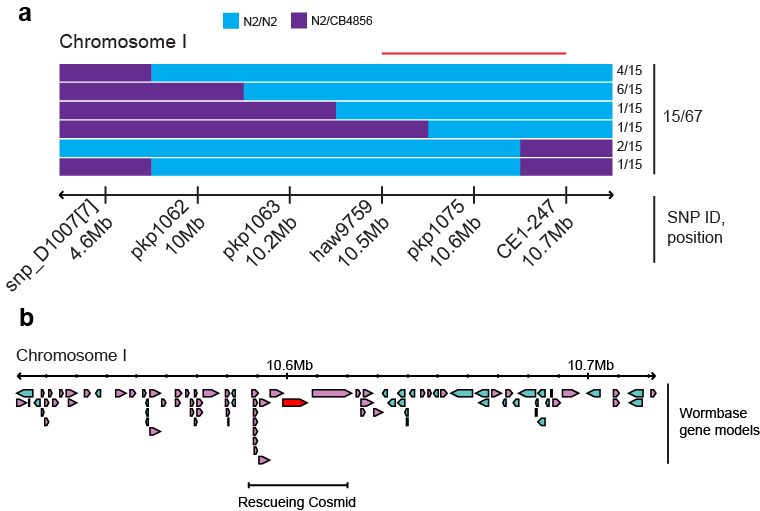 a
N2/N2 N2/CB4856
Chromosome I
4/15
6/15
1/15
1/15
2/15
1/15
15/67
snp_D1007[7]
4.6Mb
pkp1062
10Mb
pkp1063
10.2Mb
haw9759
10.5Mb
pkp1075
10.6Mb
CE1-247
10.7Mb
SNP ID,
position
b
Chromosome I
10.6Mb 10.7Mb
Wormbase
gene models
Rescueing Cosmid